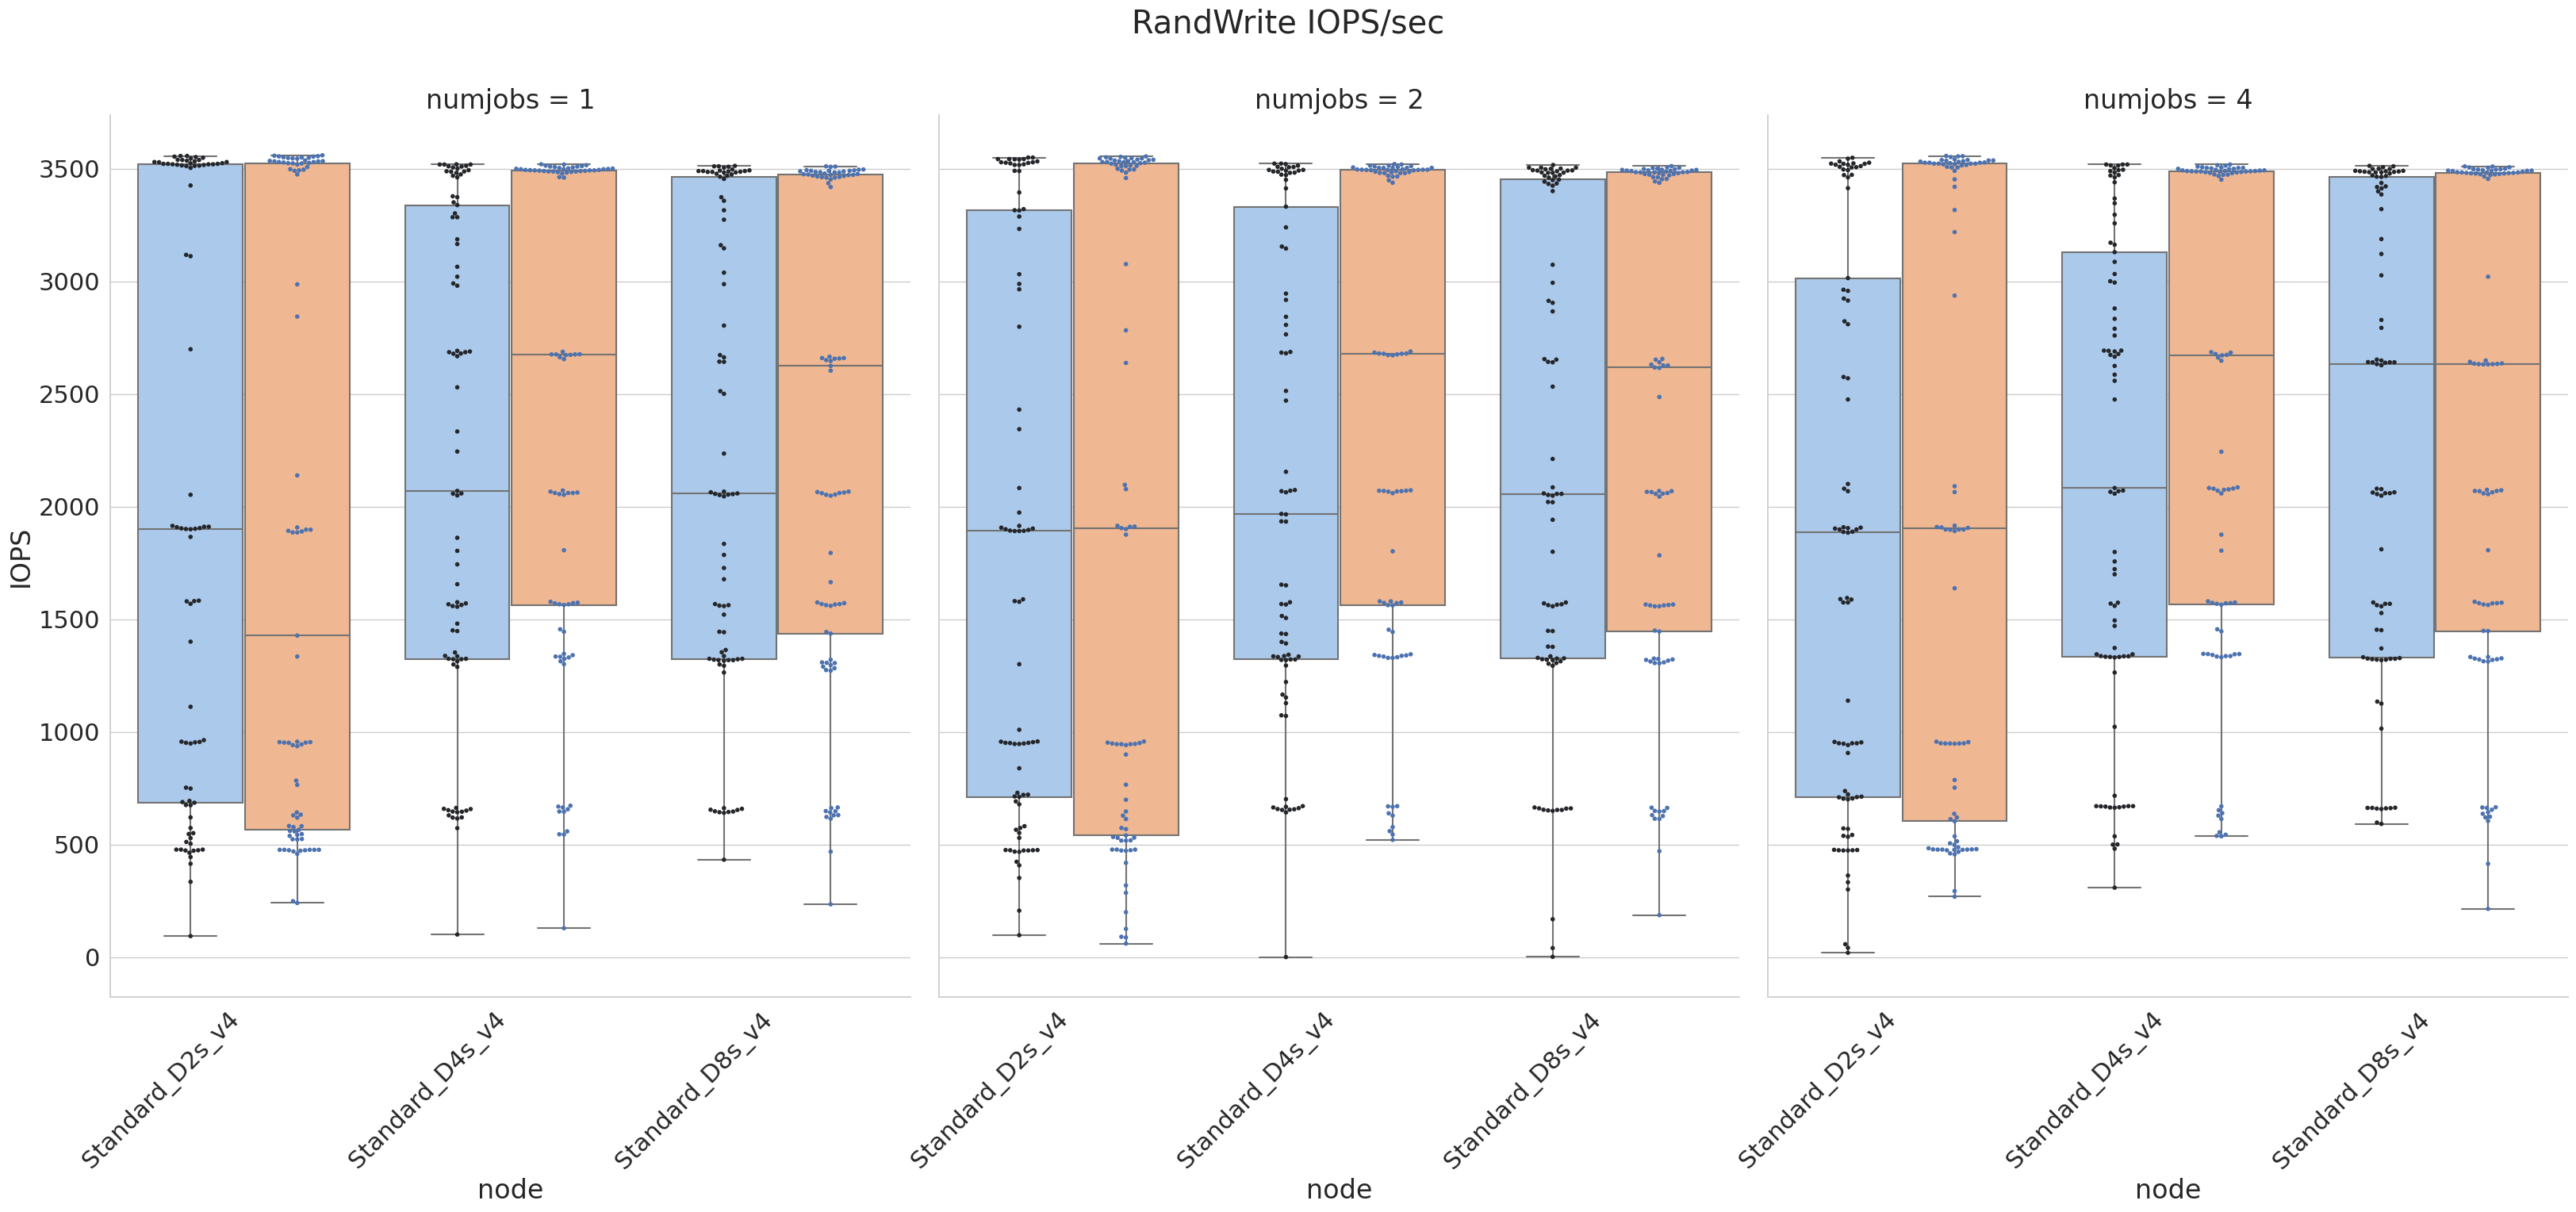 RandWrite IOPS/sec
numjobs = 1
numjobs = 2
numjobs = 4
IOPS
3500
3000
2500
2000
1500
1000
500
0
Standard_D2s_v4
Standard_D4s_v4
Standard_D8s_v4
Standard_D2s_v4
Standard_D4s_v4
Standard_D8s_v4
Standard_D2s_v4
Standard_D4s_v4
Standard_D8s_v4
node
node
node